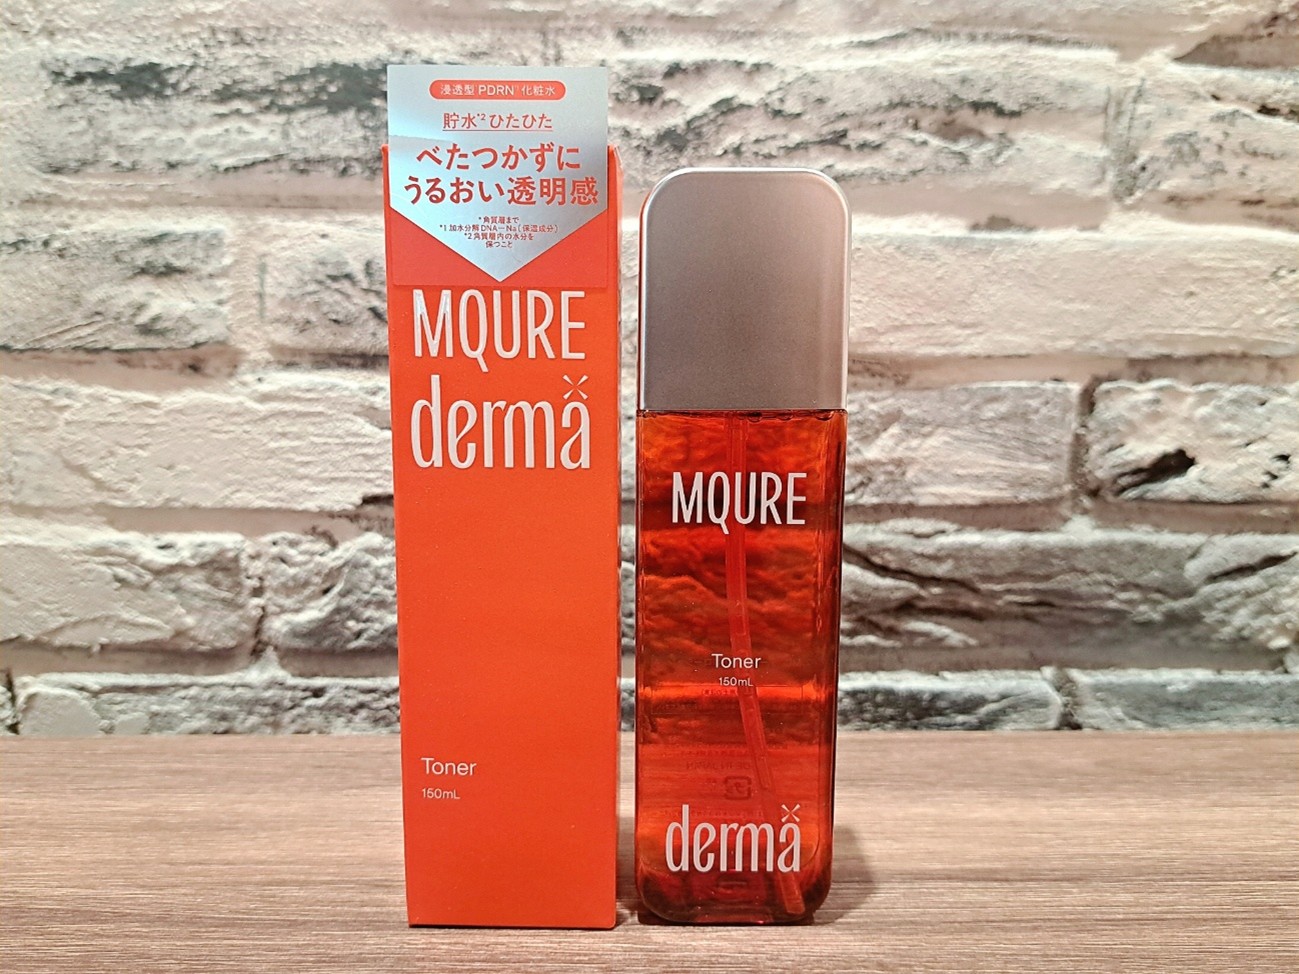 浸透型 PDRN*1 化粧水
貯水*2 ひたひた
べたつかずに
うるおい透明感
*角質層まで
*1 加水分解DNA-Na(保湿成分)
*2 角質層内の水分を
保つこと
MQURE
derma
Toner
150mL
MQURE
Toner
150mL
derma